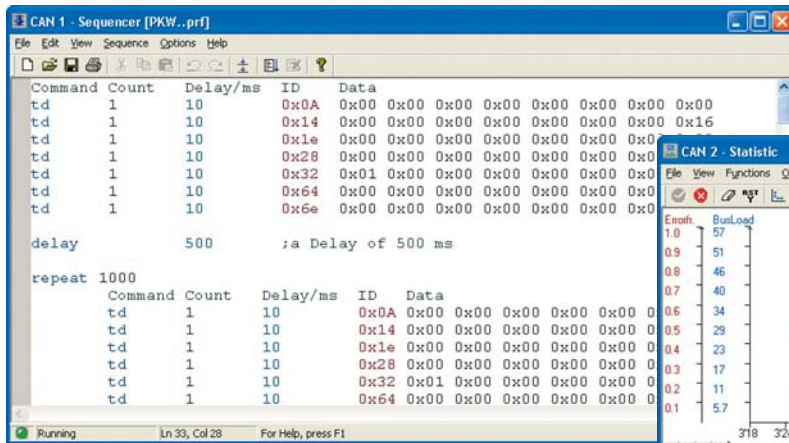 CAN 1 - Sequencer [PKW..prf]
File Edit View Sequence Options Help
Command Count Delay/ms ID Data
td 1 10 0x0A 0x00 0x00 0x00 0x00 0x00 0x00 0x00 0x00
td 1 10 0x14 0x00 0x00 0x00 0x00 0x00 0x00 0x00 0x16
td 1 10 0x1e 0x00 0x00 0x00 0x00 0x00 0x00
td 1 10 0x28 0x00 0x00 0x00 0x00 0x00 0x00
td 1 10 0x32 0x01 0x00 0x00 0x00 0x00 0x00
td 1 10 0x64 0x00 0x00 0x00 0x00 0x00 0x00
td 1 10 0x6e 0x00 0x00 0x00 0x00 0x00 0x00
delay 500 ;a Delay of 500 ms
repeat 1000
Command Count Delay/ms ID Data
td 1 10 0x0A 0x00 0x00 0x00 0x00 0x00
td 1 10 0x14 0x00 0x00 0x00 0x00 0x00
td 1 10 0x1e 0x00 0x00 0x00 0x00 0x00
td 1 10 0x28 0x00 0x00 0x00 0x00 0x00
td 1 10 0x32 0x01 0x00 0x00 0x00 0x00
td 1 10 0x64 0x00 0x00 0x00 0x00 0x00
Running Ln 33, Col 28 For Help, press F1
CAN 2 - Statistic
File View Functions
RST
Errorfr. BusLoad
1.0 57
0.9 51
0.8 46
0.7 40
0.6 34
0.5 29
0.4 23
0.3 17
0.2 11
0.1 5.7
3'18